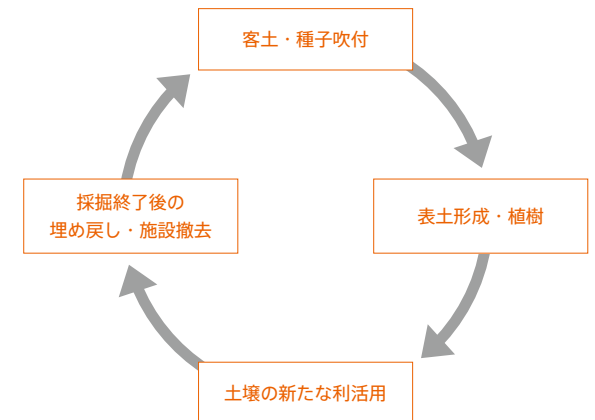 客土・種子吹付
採掘終了後の
埋め戻し・施設撤去
表土形成・植樹
土壌の新たな利活用